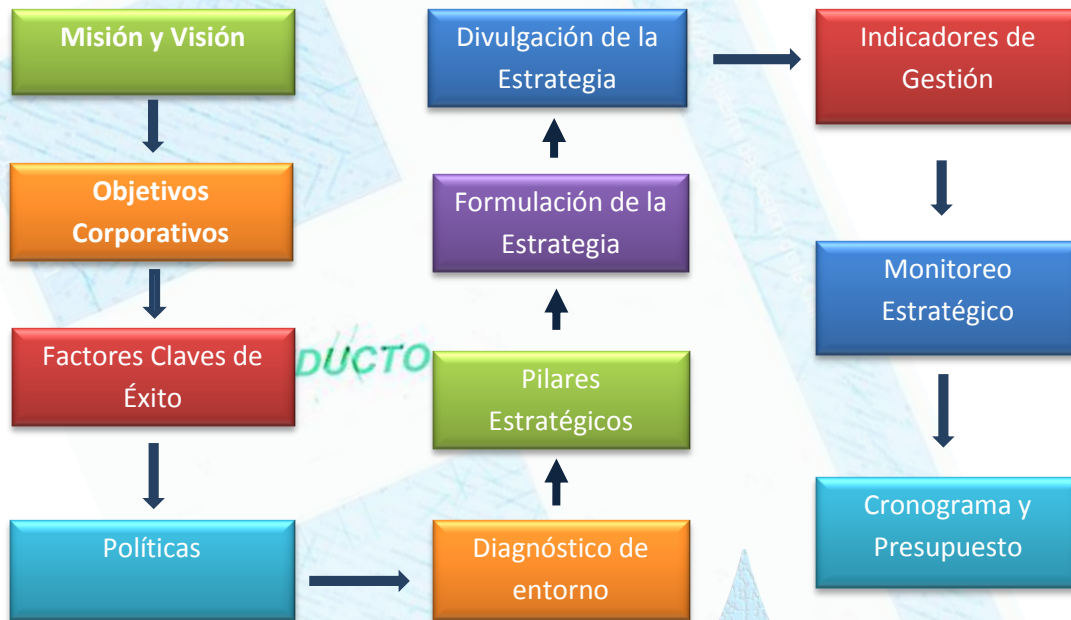 Misión y Visión
Objetivos
Corporativos
Factores Claves de
Éxito
Políticas
Diagnóstico de
entorno
Pilares
Estratégicos
Formulación de la
Estrategia
Divulgación de la
Estrategia
Indicadores de
Gestión
Monitoreo
Estratégico
Cronograma y
Presupuesto
DUCTO